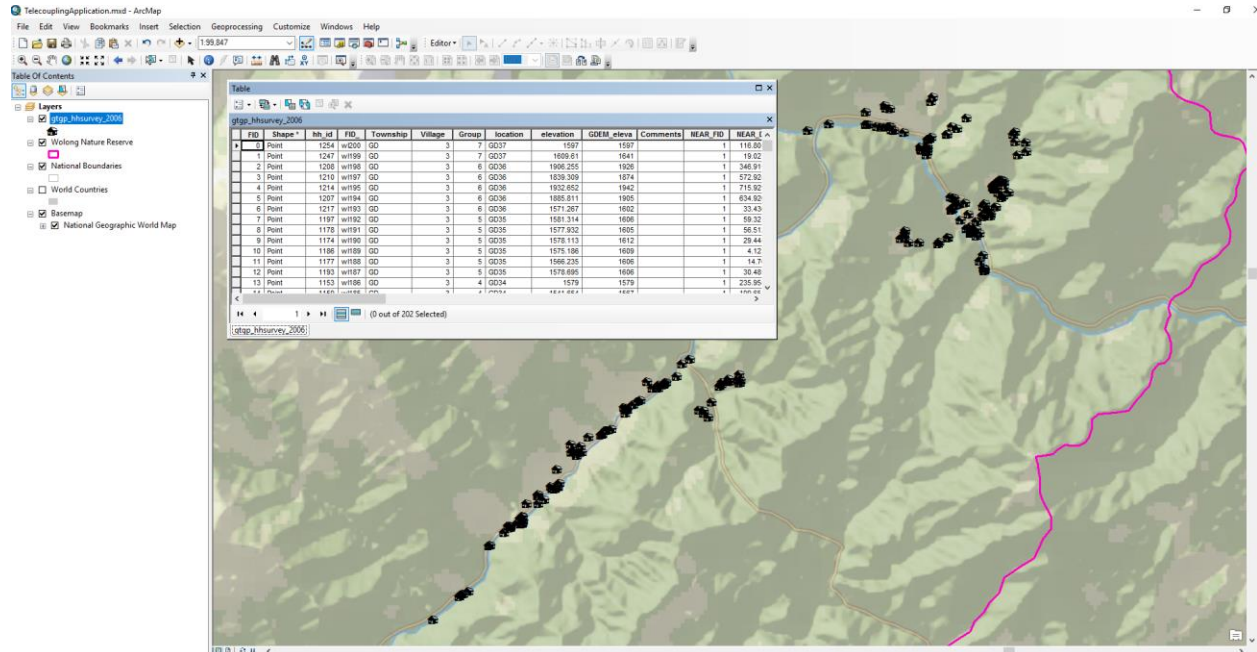 TelecouplingApplication.msd - ArcMap
File Edit View Bookmarks Insert Selection Geoprocessing Customize Windows Help
1:99,847 Editor
Table Of Contents
Layers
gtgp_hhsurvey_2006
Wolong Nature Reserve
National Boundaries
World Countries
Basemap
National Geographic World Map
Table
gtgp_hhsurvey_2006
FID Shape * hh_id FID_ Township Village Group location elevation GDEM_eleva Comments NEAR_FID NEAR_D
0 Point 1254 wl200 GD 3 7 GD37 1597 1597 1 116.80
1 Point 1247 wl199 GD 3 7 GD37 1609.61 1641 1 19.02
2 Point 1208 wl198 GD 3 6 GD36 1906.255 1926 1 346.91
3 Point 1210 wl197 GD 3 6 GD36 1839.309 1874 1 572.92
4 Point 1214 wl195 GD 3 6 GD36 1932.652 1942 1 715.92
5 Point 1207 wl194 GD 3 6 GD36 1885.811 1905 1 634.92
6 Point 1217 wl193 GD 3 6 GD36 1571.267 1602 1 33.43
7 Point 1197 wl192 GD 3 5 GD35 1581.314 1606 1 59.32
8 Point 1178 wl191 GD 3 5 GD35 1577.932 1605 1 56.51
9 Point 1174 wl190 GD 3 5 GD35 1578.113 1612 1 29.44
10 Point 1186 wl189 GD 3 5 GD35 1575.186 1609 1 4.12
11 Point 1177 wl188 GD 3 5 GD35 1566.235 1606 1 14.7
12 Point 1193 wl187 GD 3 5 GD35 1578.695 1606 1 30.48
13 Point 1153 wl186 GD 3 4 GD34 1579 1579 1 235.95
1 (0 out of 202 Selected)
gtgp_hhsurvey_2006